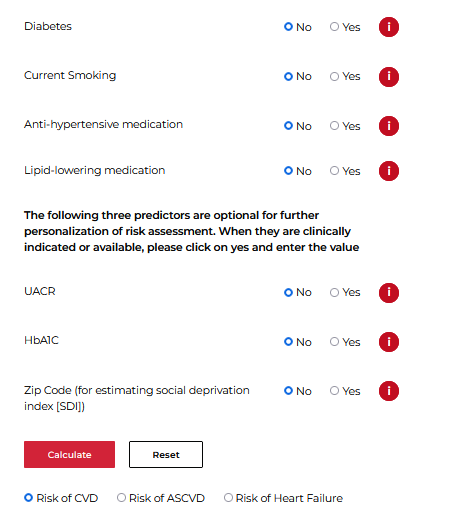 Diabetes No Yes i
Current Smoking No Yes i
Anti-hypertensive medication No Yes i
Lipid-lowering medication No Yes i
The following three predictors are optional for further
personalization of risk assessment. When they are clinically
indicated or available, please click on yes and enter the value
UACR No Yes i
HbA1C No Yes i
Zip Code (for estimating social deprivation No Yes i
index [SDI])
Calculate Reset
Risk of CVD Risk of ASCVD Risk of Heart Failure